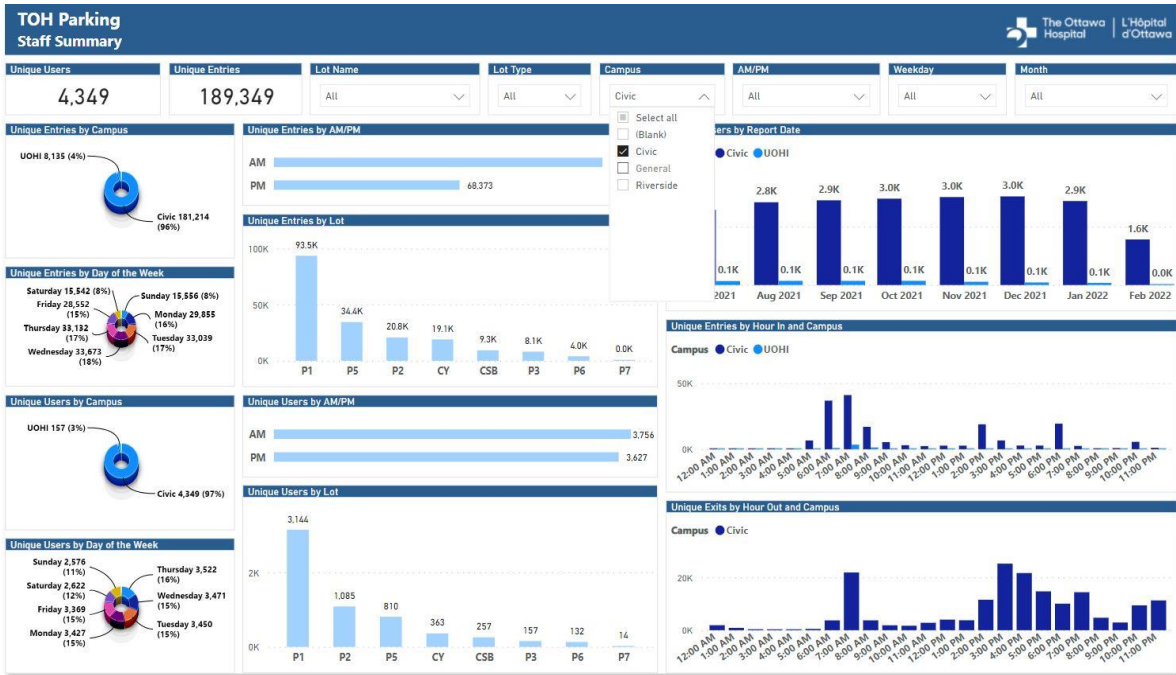 TOH Parking
Staff Summary
The Ottawa Hospital
L'Hôpital d'Ottawa
Unique Users
4,349
Unique Entries
189,349
Lot Name
All
Lot Type
All
Campus
Civic
Select all
(Blank)
Civic
General
Riverside
AM/PM
All
Weekday
All
Month
All
Unique Entries by Campus
UOHI 8,135 (4%)
Civic 181,214
(96%)
Unique Entries by AM/PM
AM
PM
68,373
Unique Entries by Lot
100K
50K
0K
93.5K
34.4K
20.8K
19.1K
9.3K
8.1K
4.0K
0.0K
P1 P5 P2 CY CSB P3 P6 P7
sers by Report Date
Civic UOHI
2.8K 2.9K 3.0K 3.0K 3.0K 2.9K 1.6K
0.1K 0.1K 0.1K 0.1K 0.1K 0.1K 0.1K 0.0K
2021 Aug 2021 Sep 2021 Oct 2021 Nov 2021 Dec 2021 Jan 2022 Feb 2022
Unique Entries by Day of the Week
Saturday 15,542 (8%)
Sunday 15,556 (8%)
Friday 28,552
(15%)
Monday 29,855
(16%)
Thursday 33,132
(17%)
Tuesday 33,039
(17%)
Wednesday 33,673
(18%)
Unique Entries by Hour In and Campus
Campus Civic UOHI
50K
0K
12:00 AM 1:00 AM 2:00 AM 3:00 AM 4:00 AM 5:00 AM 6:00 AM 7:00 AM 8:00 AM 9:00 AM 10:00 AM 11:00 AM 12:00 PM 1:00 PM 2:00 PM 3:00 PM 4:00 PM 5:00 PM 6:00 PM 7:00 PM 8:00 PM 9:00 PM 10:00 PM 11:00 PM
Unique Users by Campus
UOHI 157 (3%)
Civic 4,349 (97%)
Unique Users by AM/PM
AM
3,756
PM
3,627
Unique Users by Lot
2K
0K
3,144
1,085
810
363
257
157
132
14
P1 P2 P5 CY CSB P3 P6 P7
Unique Exits by Hour Out and Campus
Campus Civic
20K
0K
12:00 AM 1:00 AM 2:00 AM 3:00 AM 4:00 AM 5:00 AM 6:00 AM 7:00 AM 8:00 AM 9:00 AM 10:00 AM 11:00 AM 12:00 PM 1:00 PM 2:00 PM 3:00 PM 4:00 PM 5:00 PM 6:00 PM 7:00 PM 8:00 PM 9:00 PM 10:00 PM 11:00 PM
Unique Users by Day of the Week
Sunday 2,576
(11%)
Thursday 3,522
(16%)
Saturday 2,622
(12%)
Wednesday 3,471
(15%)
Friday 3,369
(15%)
Tuesday 3,450
(15%)
Monday 3,427
(15%)